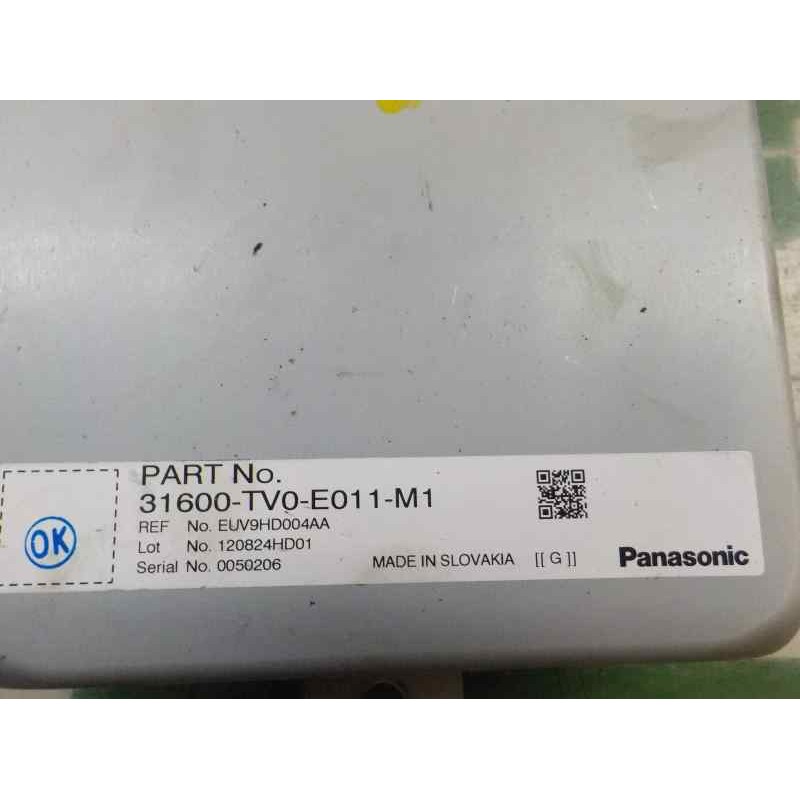 PART No.
31600-TV0-E011-M1
REF No. EUV9HD004AA
Lot No. 120824HD01
Serial No. 0050206
MADE IN SLOVAKIA [[ G ]]
Panasonic
OK